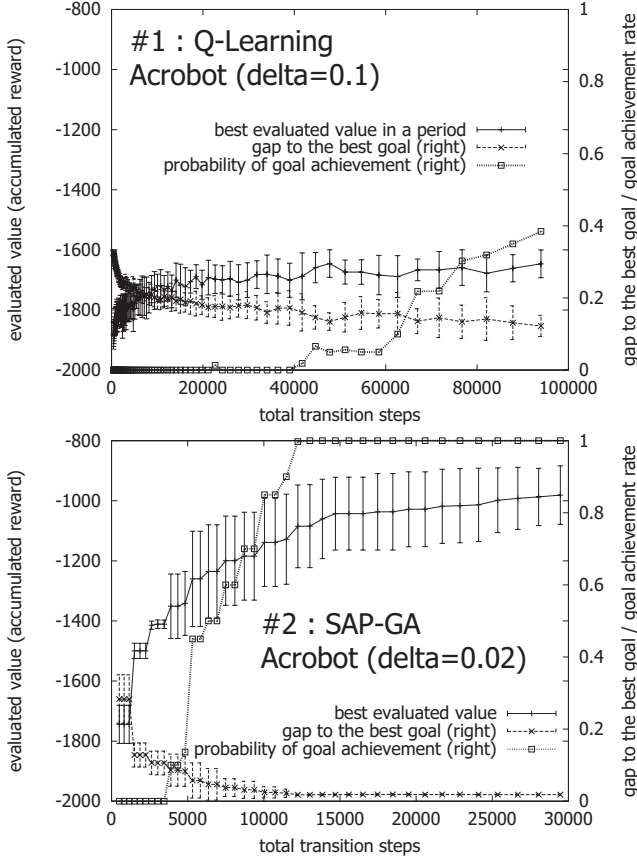 #1 : Q-Learning
Acrobot (delta=0.1)
best evaluated value in a period
gap to the best goal (right)
probability of goal achievement (right)
evaluated value (accumulated reward)
gap to the best goal / goal achievement rate
-800
-1000
-1200
-1400
-1600
-1800
-2000
1
0.8
0.6
0.4
0.2
0
0 20000 40000 60000 80000 100000
total transition steps
#2 : SAP-GA
Acrobot (delta=0.02)
best evaluated value
gap to the best goal (right)
probability of goal achievement (right)
evaluated value (accumulated reward)
gap to the best goal / goal achievement rate
-800
-1000
-1200
-1400
-1600
-1800
-2000
1
0.8
0.6
0.4
0.2
0
0 5000 10000 15000 20000 25000 30000
total transition steps